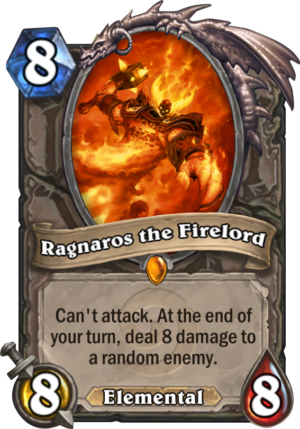 8
Ragnaros the Firelord
Can't attack. At the end of
your turn, deal 8 damage to
a random enemy.
8
Elemental
8